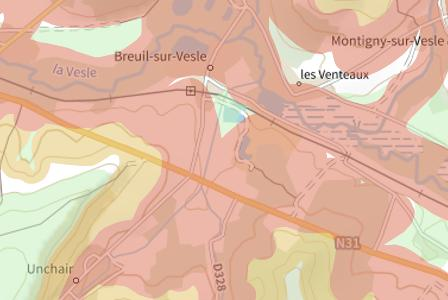 Montigny-sur-Vesle
Breuil-sur-Vesle
la Vesle
les Venteaux
N31
Unchair
D328